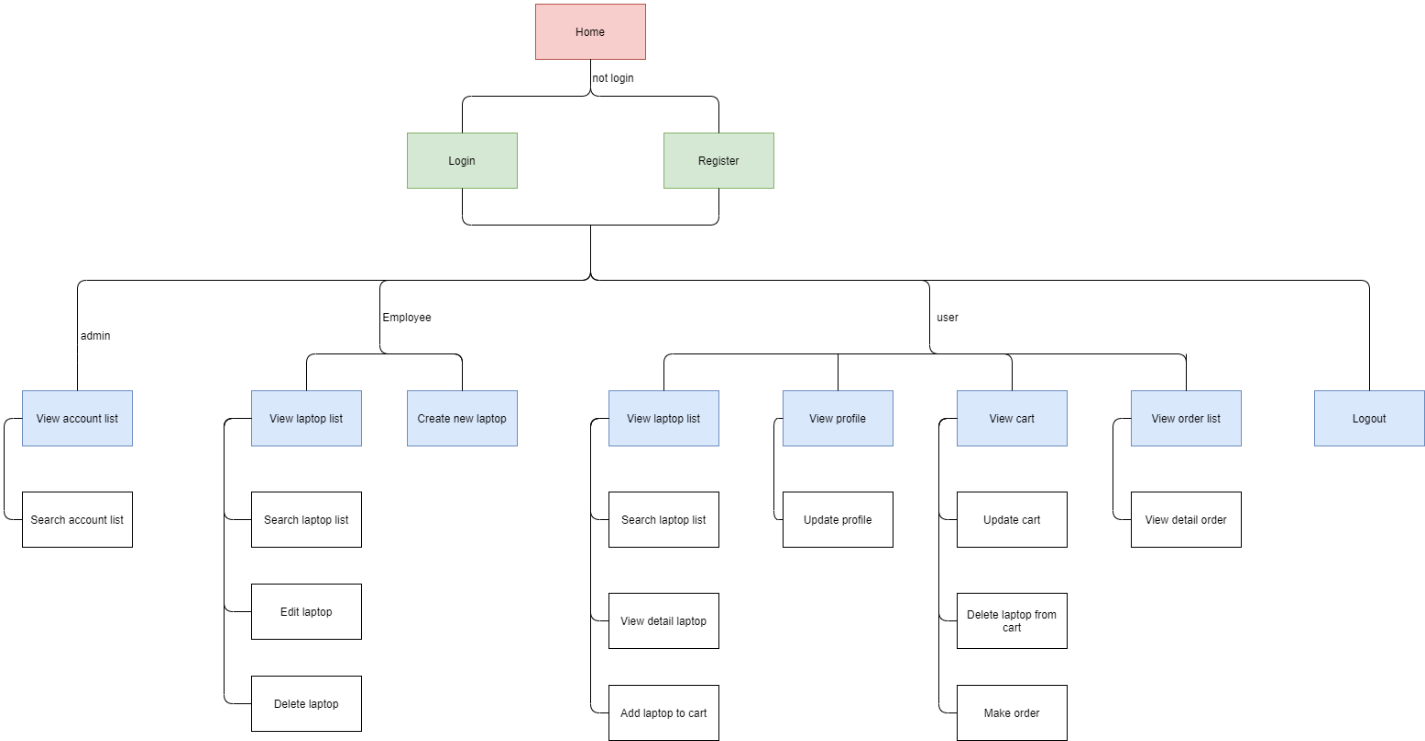 Home
not login
Login
Register
admin
Employee
user
View account list
View laptop list
Create new laptop
View laptop list
View profile
View cart
View order list
Logout
Search account list
Search laptop list
Search laptop list
Update profile
Update cart
View detail order
Edit laptop
View detail laptop
Delete laptop from
cart
Delete laptop
Add laptop to cart
Make order